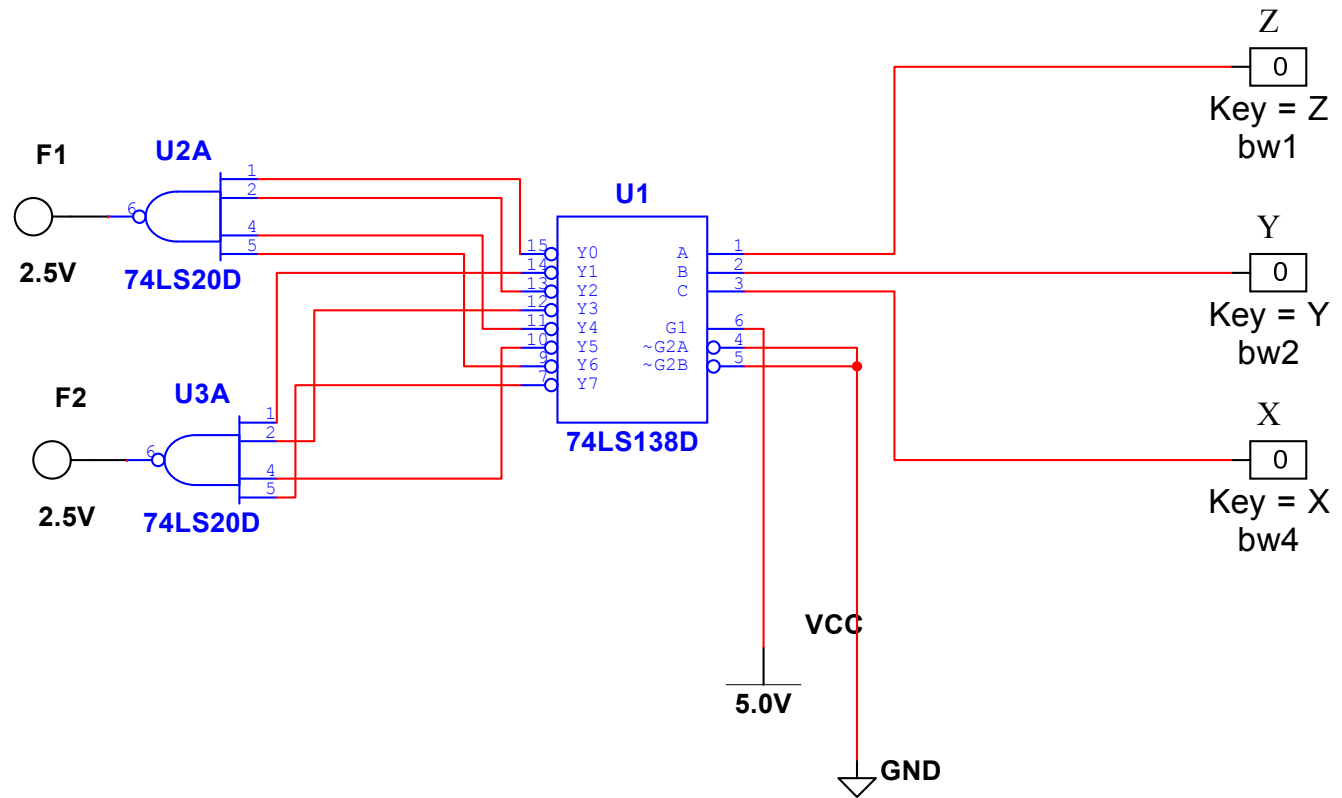 Z
0
Key = Z
bw1
F1
U2A
1
2
4
5
6
2.5V
74LS20D
U1
15 Y0 A 1
14 Y1 B 2
13 Y2 C 3
12 Y3
11 Y4 G1 6
10 Y5 ~G2A 4
9 Y6 ~G2B 5
7 Y7
74LS138D
Y
0
Key = Y
bw2
F2
U3A
1
2
4
5
6
2.5V
74LS20D
X
0
Key = X
bw4
VCC
5.0V
GND